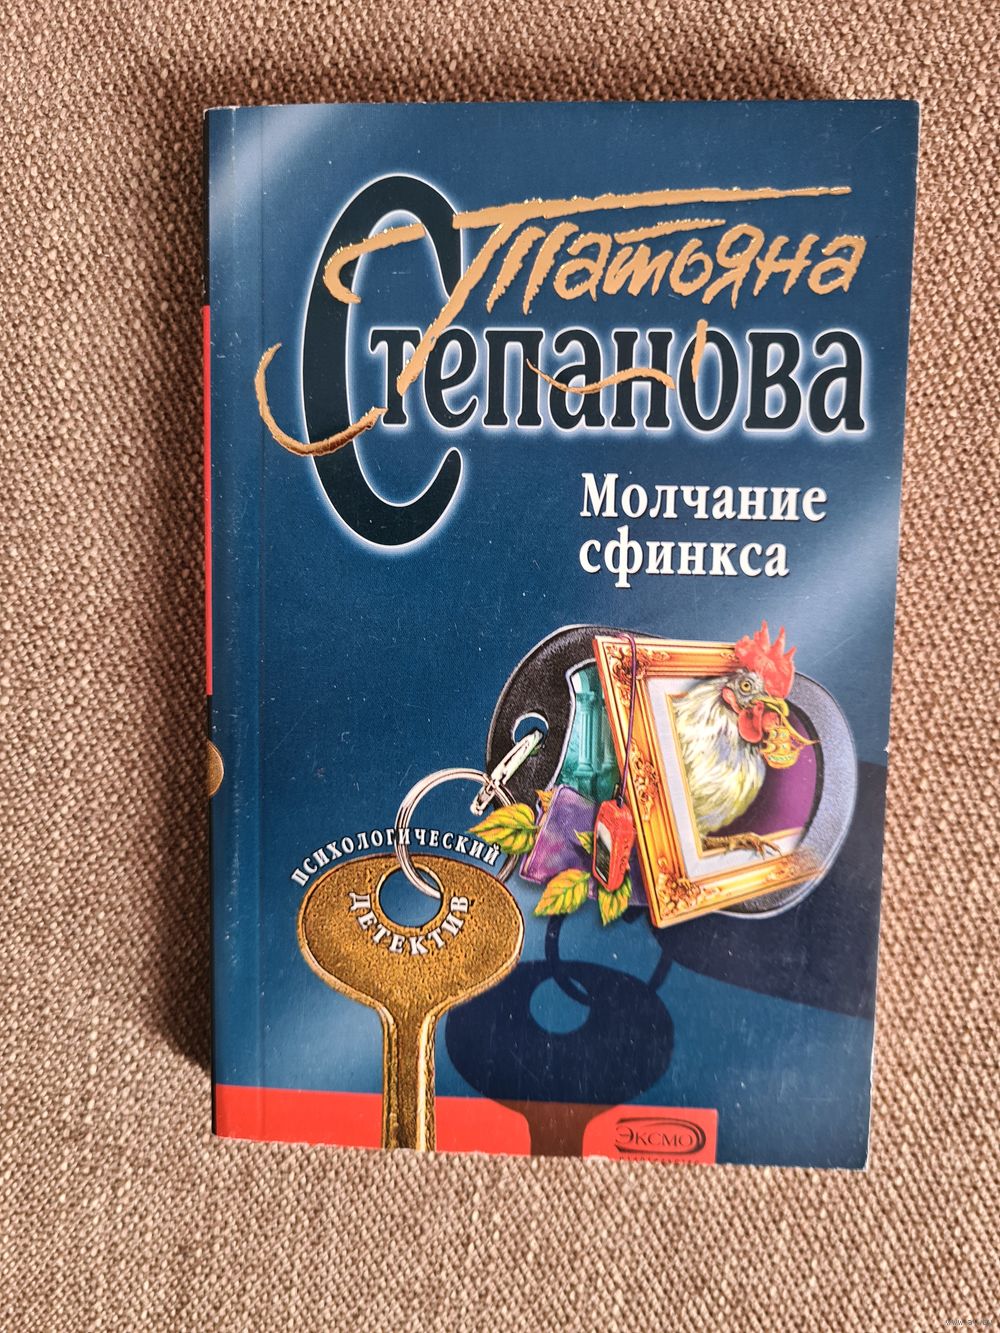 Татьяна
Степанова
Молчание
сфинкса
ПСИХОЛОГИЧЕСКИЙ
ДЕТЕКТИВ
ЭКСМО